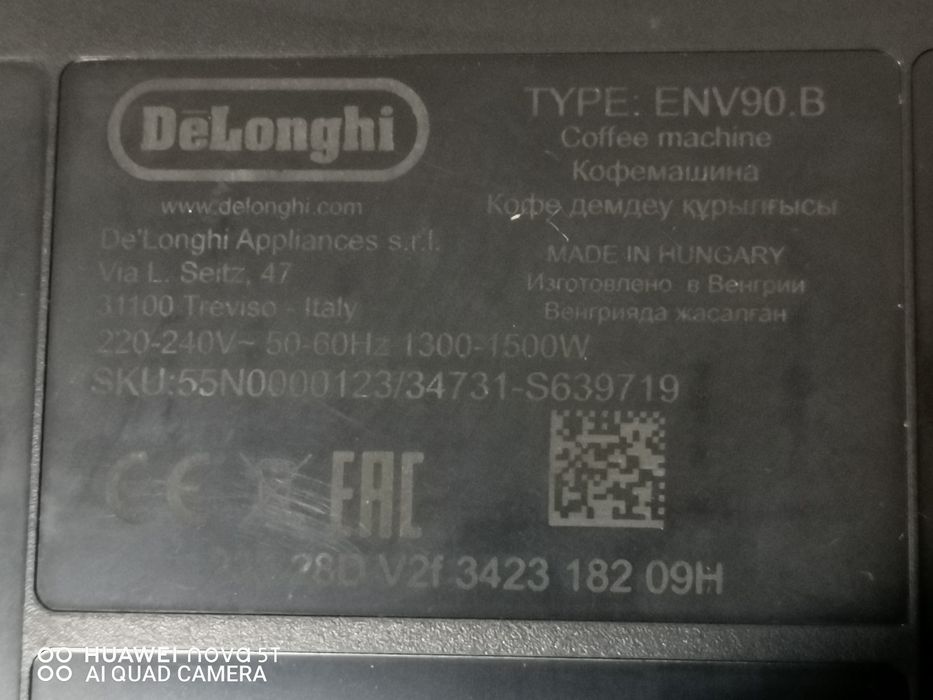 DeLonghi
www.delonghi.com
De'Longhi Appliances s.r.l.
Via L. Seitz, 47
31100 Treviso - Italy
TYPE: ENV90.B
Coffee machine
Кофемашина
Кофе демдеу құрылғысы
MADE IN HUNGARY
Изготовлено в Венгрии
Венгрияда жасалған
220-240V~ 50-60Hz 1300-1500W
SKU:55N0000123/34731-S639719
CE EAC
28D V2f 3423 182 09H
HUAWEI nova 5T
AI QUAD CAMERA